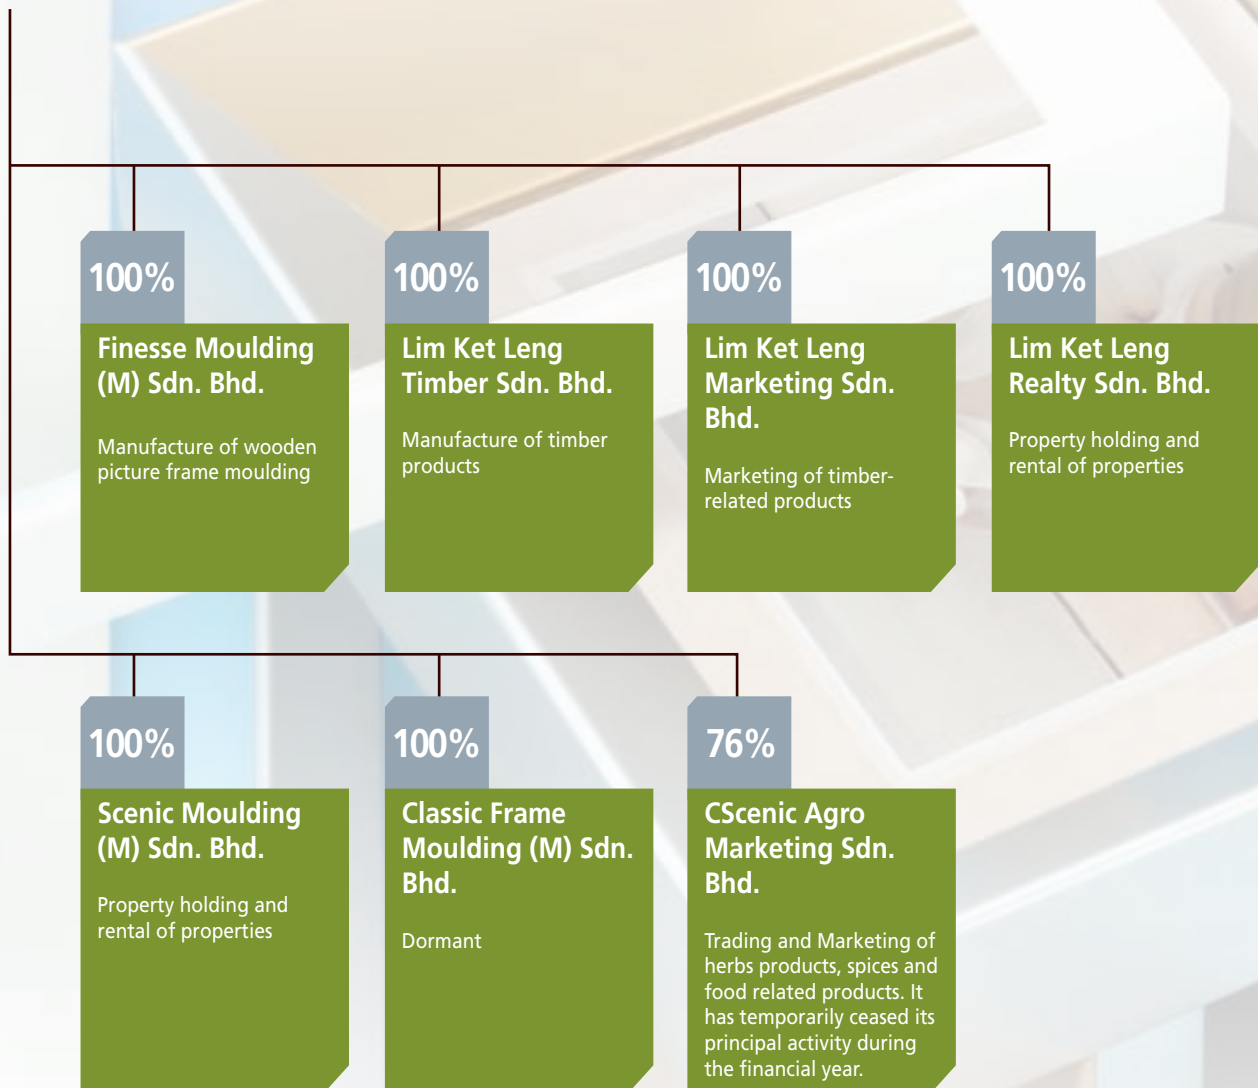 100%
Finesse Moulding
(M) Sdn. Bhd.
Manufacture of wooden
picture frame moulding
100%
Lim Ket Leng
Timber Sdn. Bhd.
Manufacture of timber
products
100%
Lim Ket Leng
Marketing Sdn.
Bhd.
Marketing of timber-
related products
100%
Lim Ket Leng
Realty Sdn. Bhd.
Property holding and
rental of properties
100%
Scenic Moulding
(M) Sdn. Bhd.
Property holding and
rental of properties
100%
Classic Frame
Moulding (M) Sdn.
Bhd.
Dormant
76%
CScenic Agro
Marketing Sdn.
Bhd.
Trading and Marketing of
herbs products, spices and
food related products. It
has temporarily ceased its
principal activity during
the financial year.